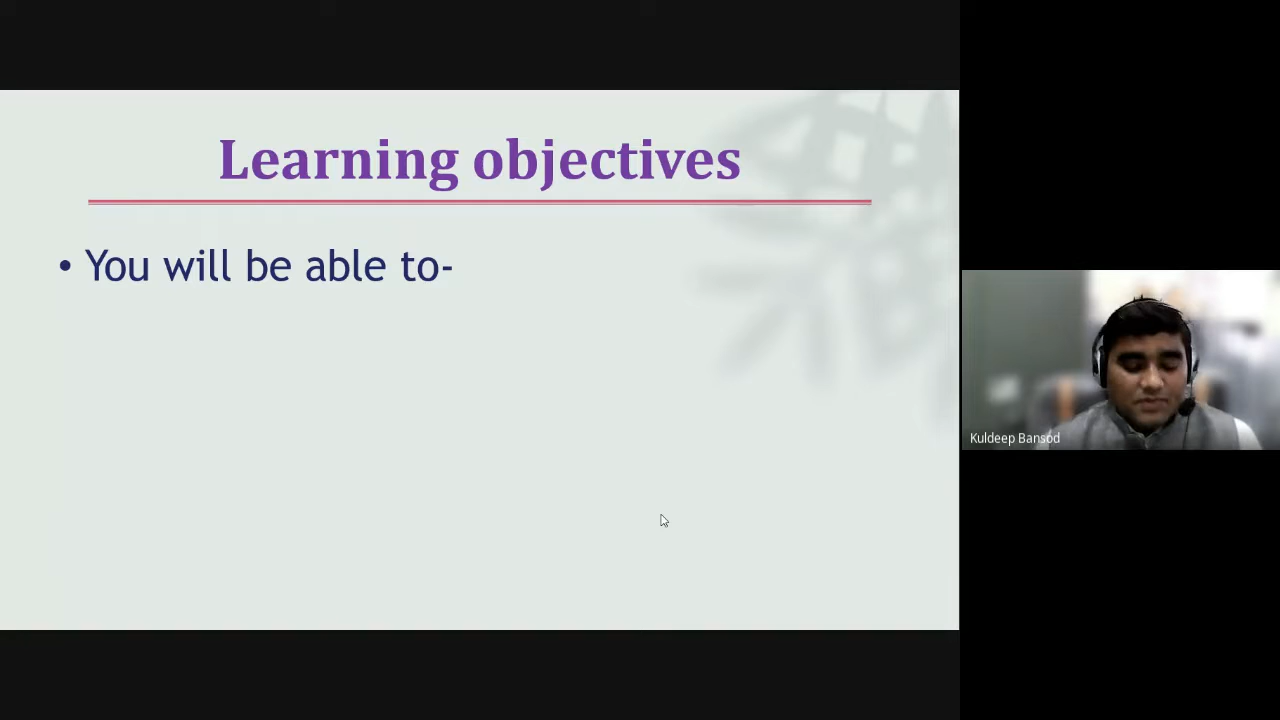 Learning objectives
• You will be able to-
Kuldeep Bansod